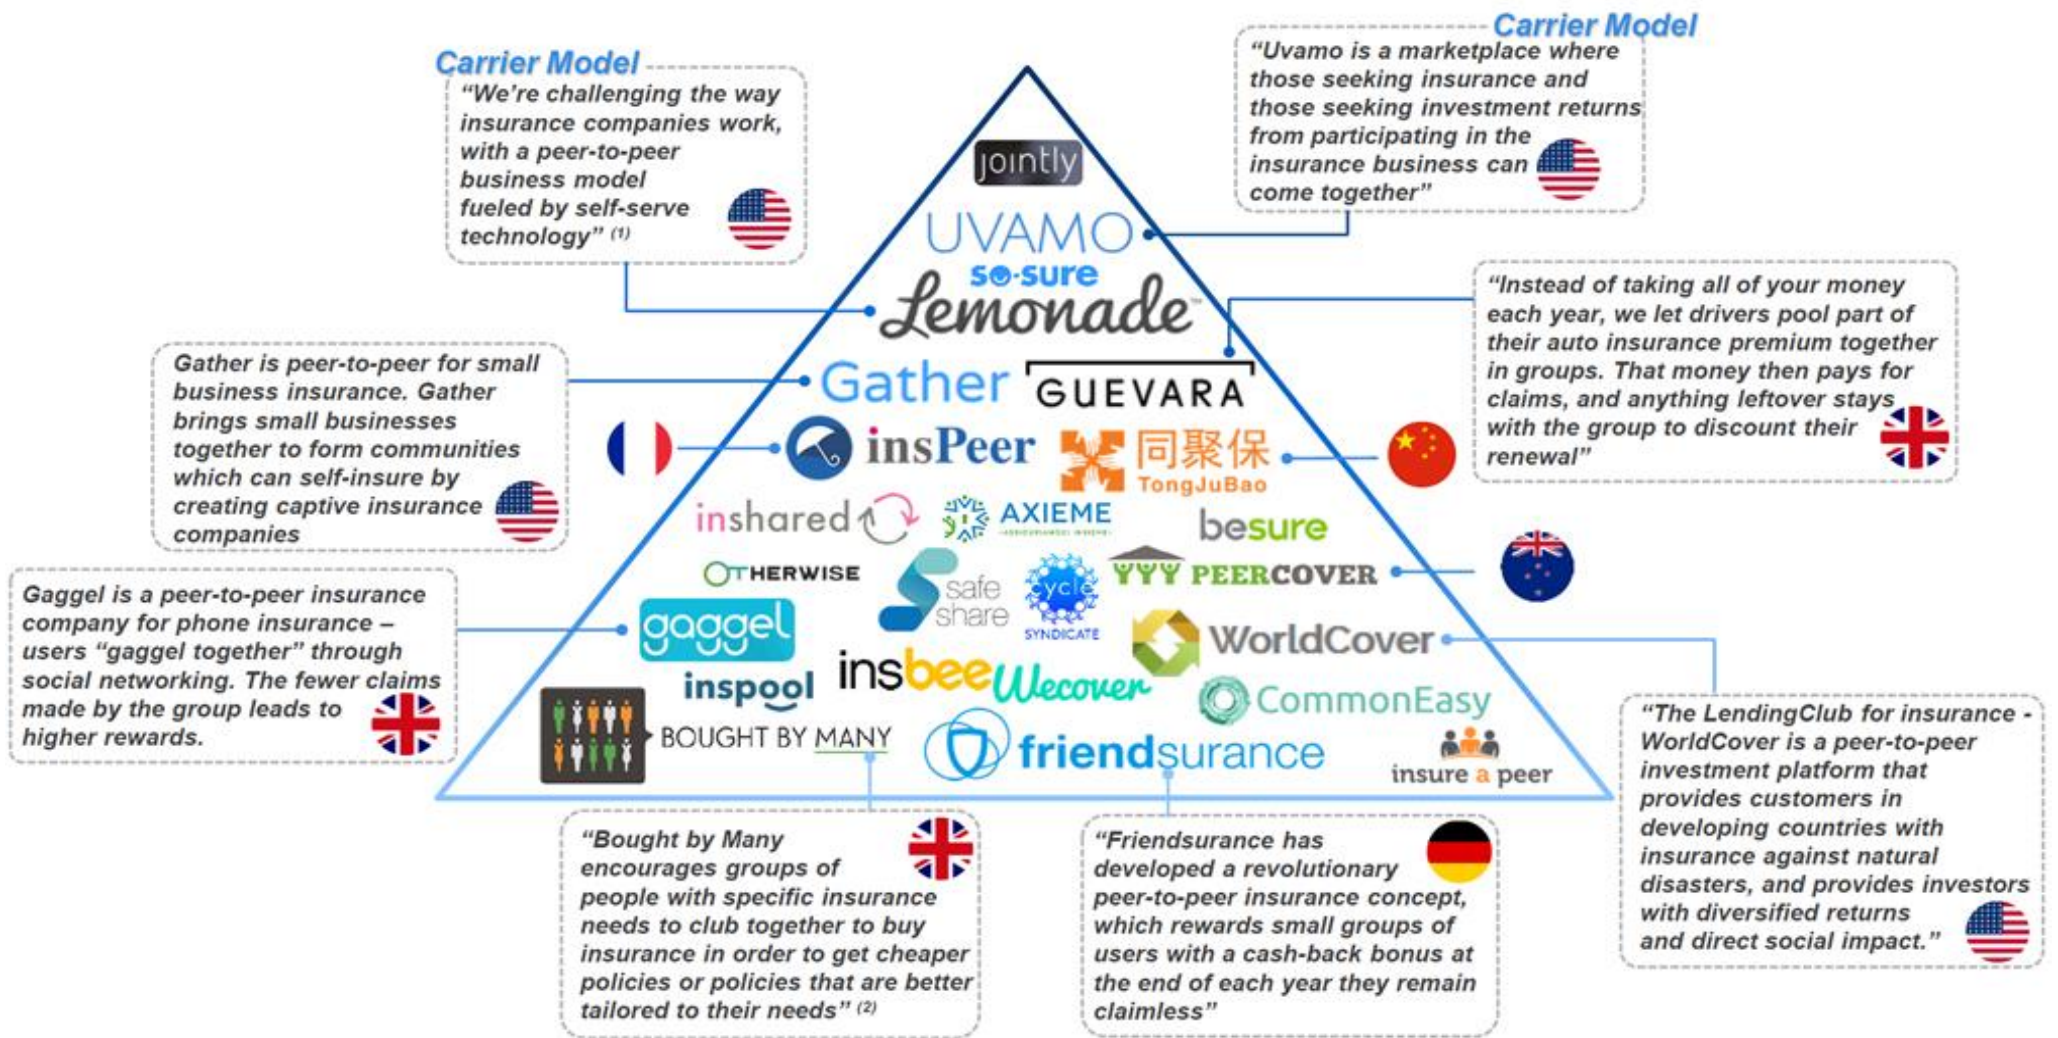 Carrier Model
“We’re challenging the way
insurance companies work,
with a peer-to-peer
business model
fueled by self-serve
technology” (1)
Carrier Model
“Uvamo is a marketplace where
those seeking insurance and
those seeking investment returns
from participating in the
insurance business can
come together”
jointly
UVAMO
so-sure
Lemonade™
“Instead of taking all of your money
each year, we let drivers pool part of
their auto insurance premium together
in groups. That money then pays for
claims, and anything leftover stays
with the group to discount their
renewal”
Gather is peer-to-peer for small
business insurance. Gather
brings small businesses
together to form communities
which can self-insure by
creating captive insurance
companies
Gather
GUEVARA
insPeer
同聚保
TongJuBao
inshared
AXIEME
besure
OTHERWISE
safe
share
cycle
SYNDICATE
PEERCOVER
Gaggel is a peer-to-peer insurance
company for phone insurance –
users “gaggel together” through
social networking. The fewer claims
made by the group leads to
higher rewards.
gaggel
WorldCover
inspool
insbee
Wecover
CommonEasy
BOUGHT BY MANY
friendsurance
insure a peer
“The LendingClub for insurance -
WorldCover is a peer-to-peer
investment platform that
provides customers in
developing countries with
insurance against natural
disasters, and provides investors
with diversified returns
and direct social impact.”
“Bought by Many
encourages groups of
people with specific insurance
needs to club together to buy
insurance in order to get cheaper
policies or policies that are better
tailored to their needs” (2)
“Friendsurance has
developed a revolutionary
peer-to-peer insurance concept,
which rewards small groups of
users with a cash-back bonus at
the end of each year they remain
claimless”